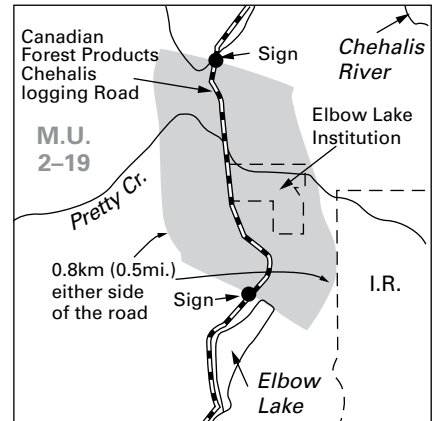 Canadian
Forest Products
Chehalis
logging Road
Sign
Chehalis
River
M.U.
2–19
Elbow Lake
Institution
Pretty Cr.
0.8km (0.5mi.)
either side
of the road
Sign
I.R.
Elbow
Lake